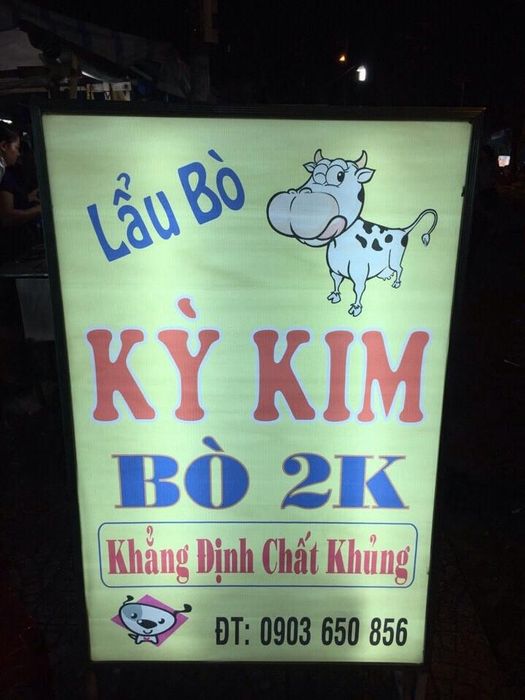 Lẩu Bò
KỲ KIM
BÒ 2K
Khẳng Định Chất Khủng
ĐT: 0903 650 856